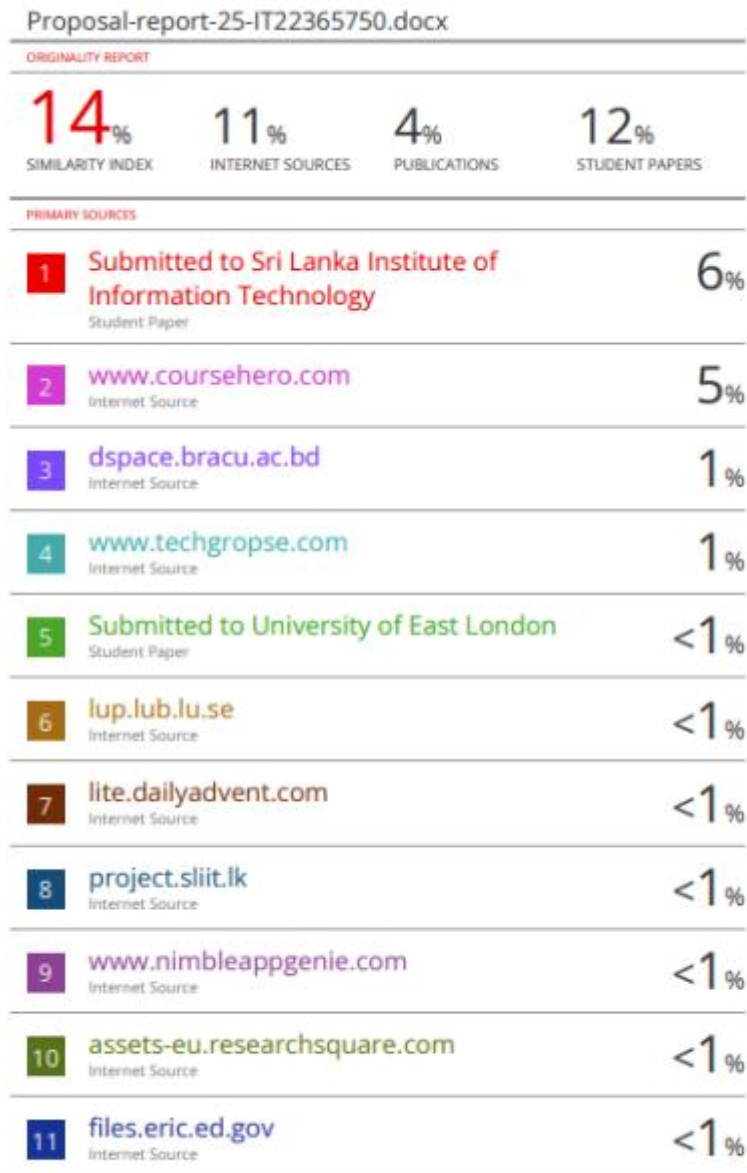 Proposal-report-25-IT22365750.docx
ORIGINALITY REPORT
14% 11% 4% 12%
SIMILARITY INDEX INTERNET SOURCES PUBLICATIONS STUDENT PAPERS
PRIMARY SOURCES
1 Submitted to Sri Lanka Institute of 6%
Information Technology
Student Paper
2 www.coursehero.com 5%
Internet Source
3 dspace.bracu.ac.bd 1%
Internet Source
4 www.techgropse.com 1%
Internet Source
5 Submitted to University of East London <1%
Student Paper
6 lup.lub.lu.se <1%
Internet Source
7 lite.dailyadvent.com <1%
Internet Source
8 project.sliit.lk <1%
Internet Source
9 www.nimbleappgenie.com <1%
Internet Source
10 assets-eu.researchsquare.com <1%
Internet Source
11 files.eric.ed.gov <1%
Internet Source